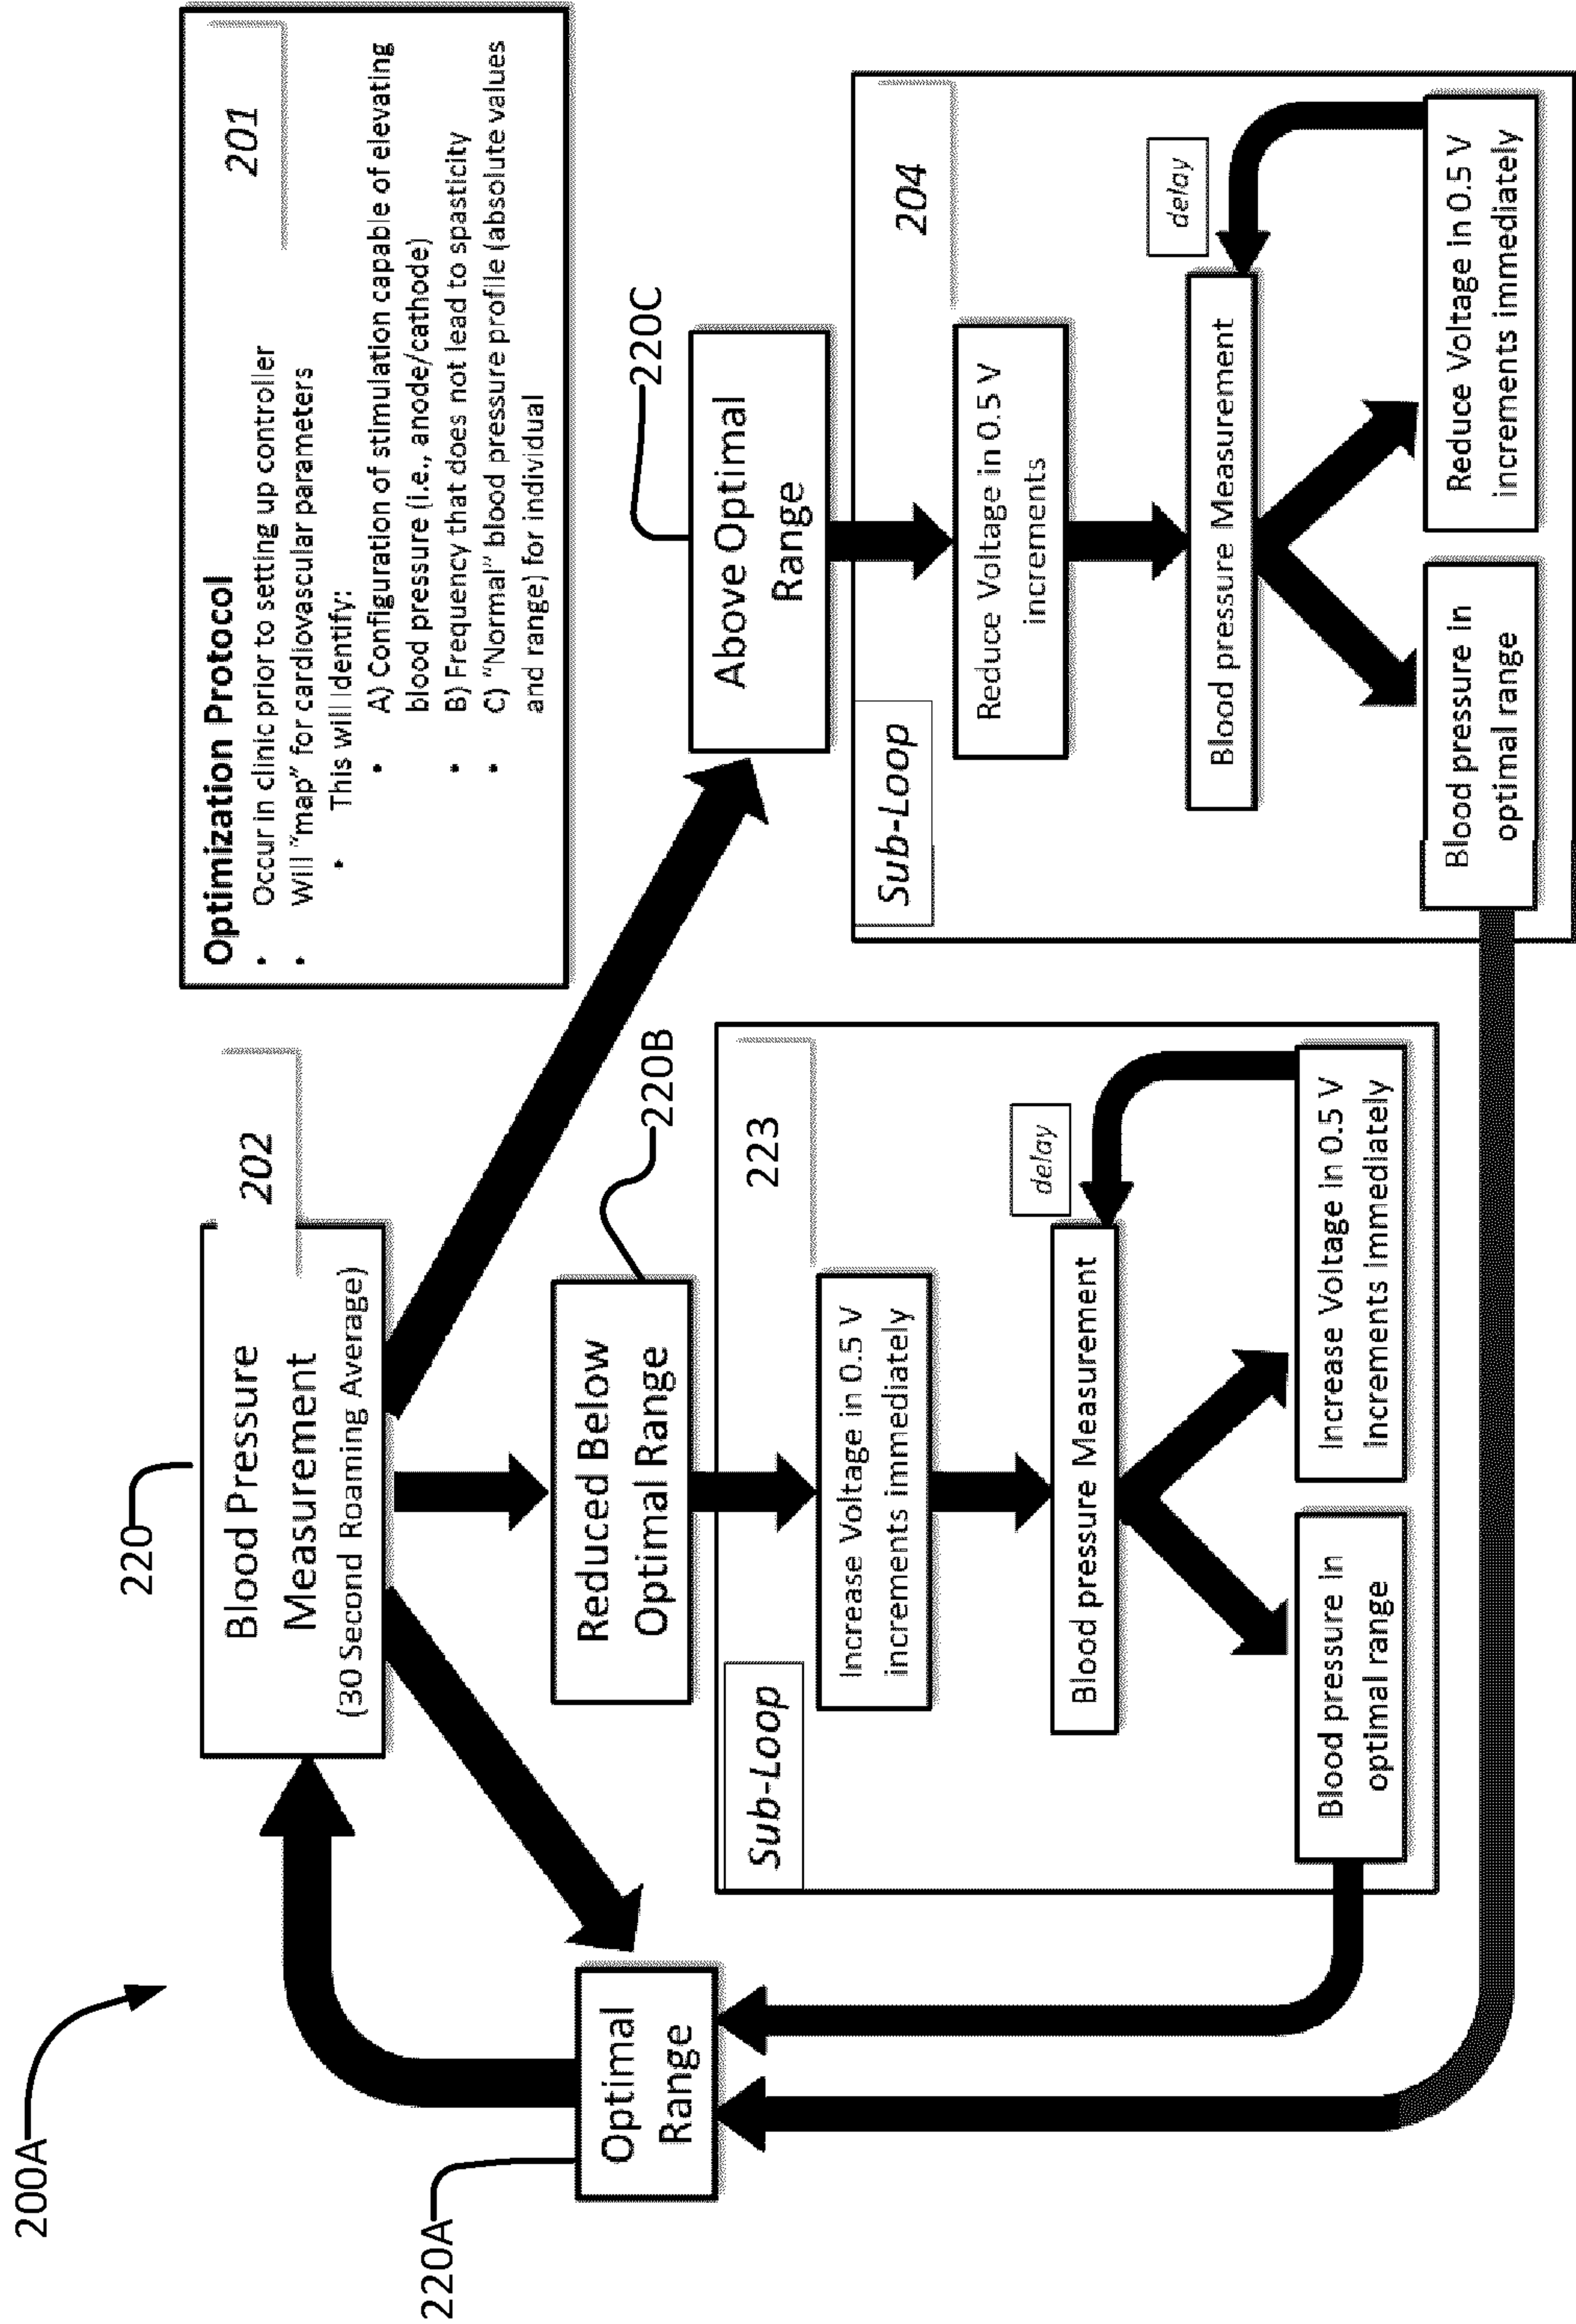 200A
220
Blood Pressure
Measurement
(30 Second Roaming Average)
202
Optimization Protocol
201
• Occur in clinic prior to setting up controller
• Will "map" for cardiovascular parameters
• This will identify:
• A) Configuration of stimulation capable of elevating
blood pressure (i.e., anode/cathode)
• B) Frequency that does not lead to spasticity
• C) "Normal" blood pressure profile (absolute values
and range) for individual
220A
Optimal
Range
Reduced Below
Optimal Range
220B
220C
Above Optimal
Range
Sub-Loop
223
Increase Voltage in 0.5 V
increments immediately
Blood pressure Measurement
delay
Blood pressure in
optimal range
Increase Voltage in 0.5 V
increments immediately
Sub-Loop
204
Reduce Voltage in 0.5 V
increments
Blood pressure Measurement
delay
Blood pressure in
optimal range
Reduce Voltage in 0.5 V
increments immediately